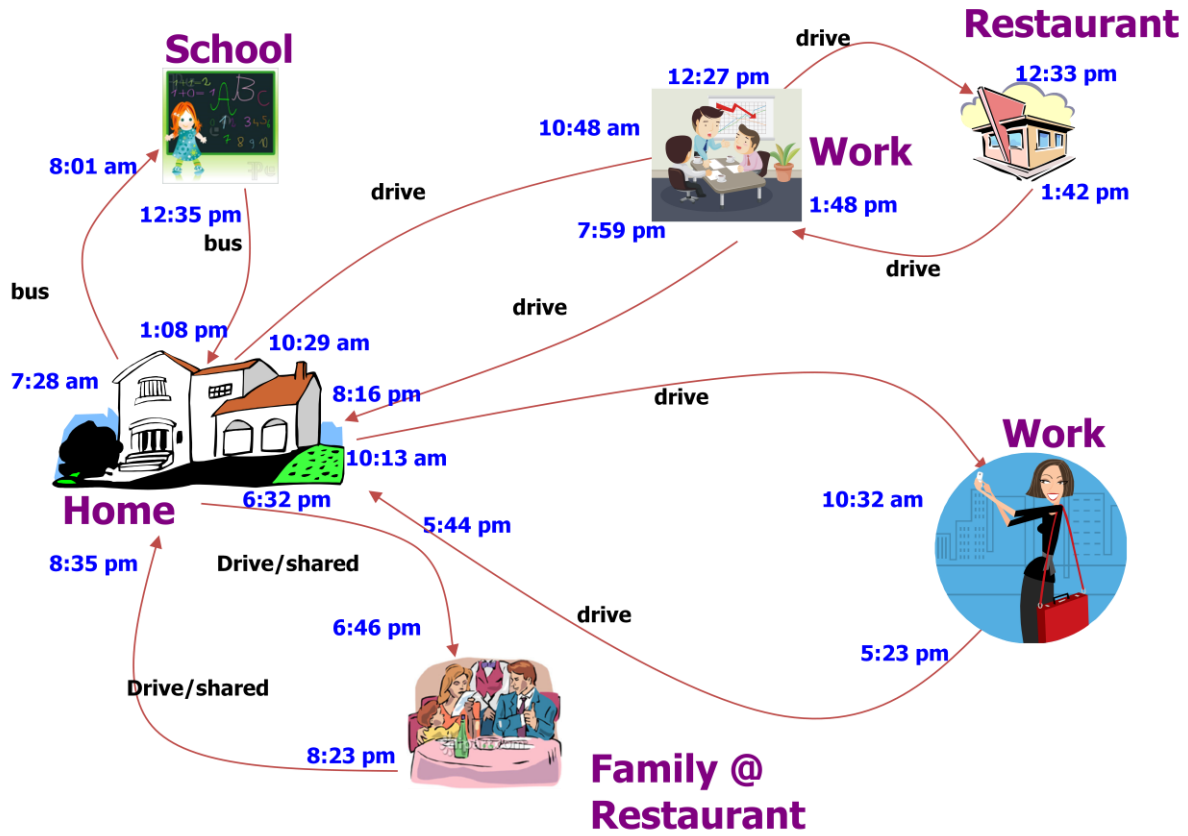 Restaurant
drive
School
12:33 pm
12:27 pm
10:48 am
Work
8:01 am
drive
1:42 pm
1:48 pm
12:35 pm
7:59 pm
bus
drive
bus
drive
1:08 pm
10:29 am
7:28 am
8:16 pm
drive
Work
10:13 am
6:32 pm
10:32 am
Home
5:44 pm
8:35 pm
Drive/shared
drive
6:46 pm
5:23 pm
Drive/shared
8:23 pm
Family @
Restaurant